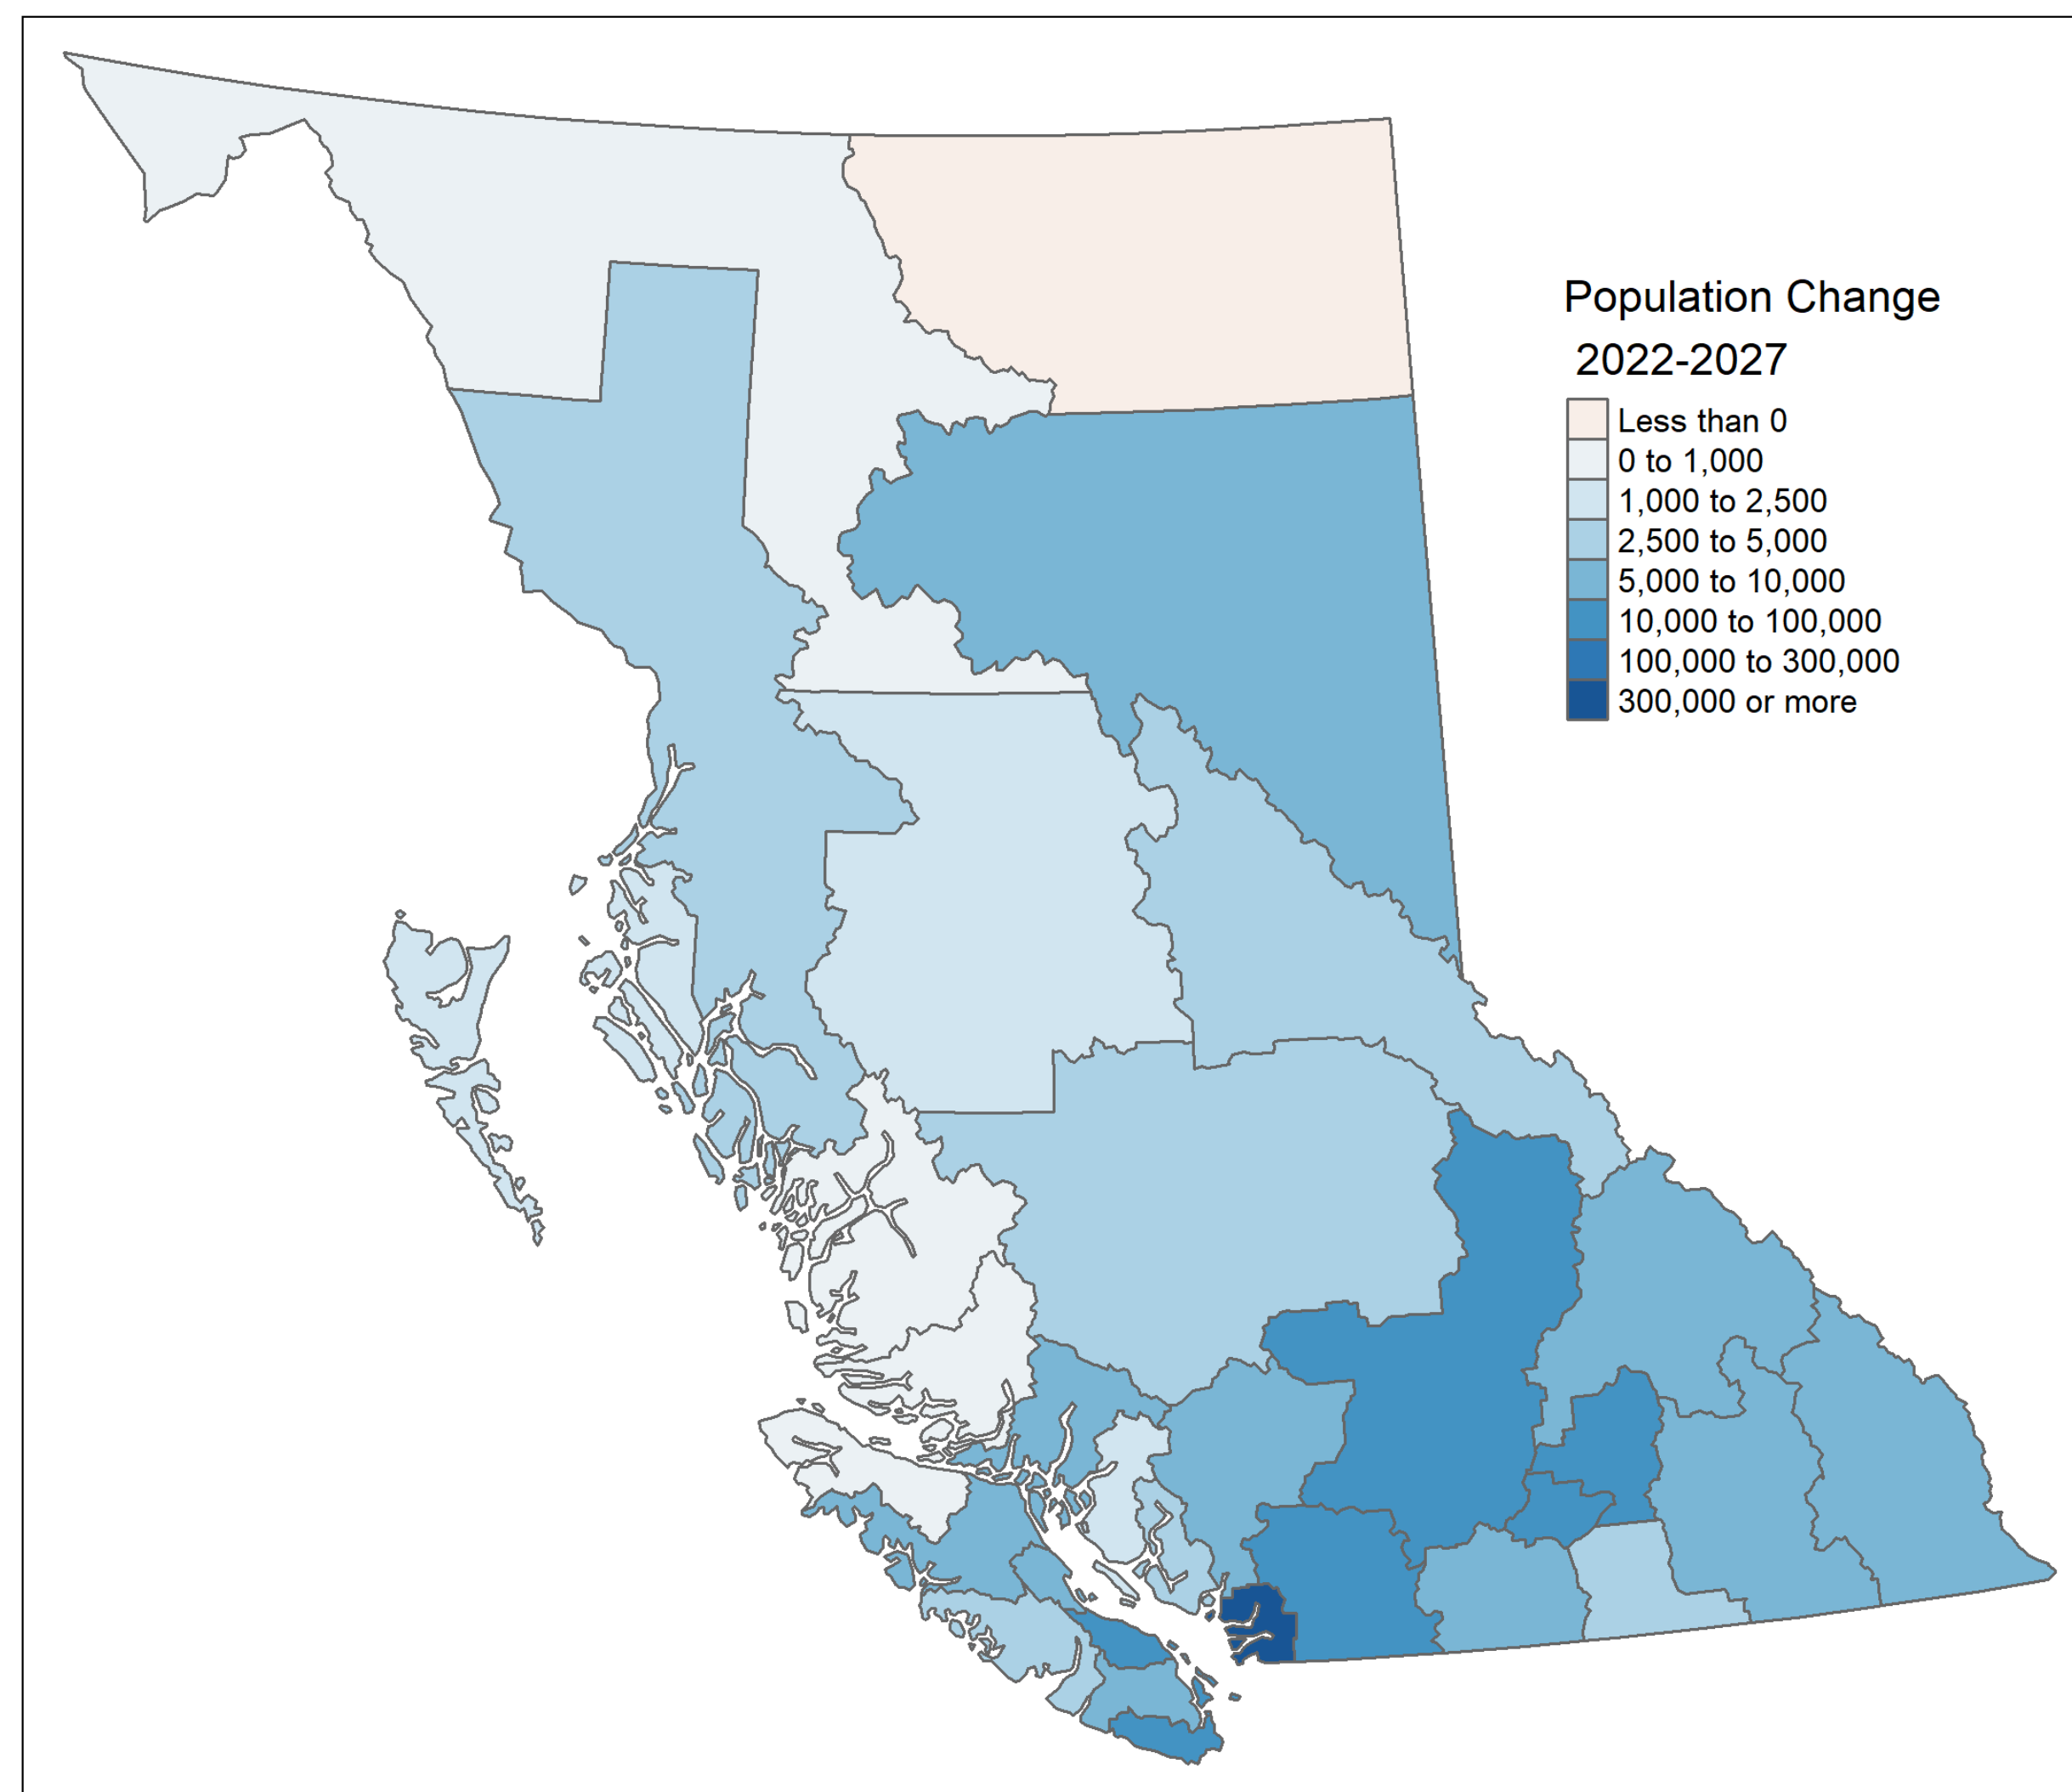 Population Change
2022-2027
Less than 0
0 to 1,000
1,000 to 2,500
2,500 to 5,000
5,000 to 10,000
10,000 to 100,000
100,000 to 300,000
300,000 or more